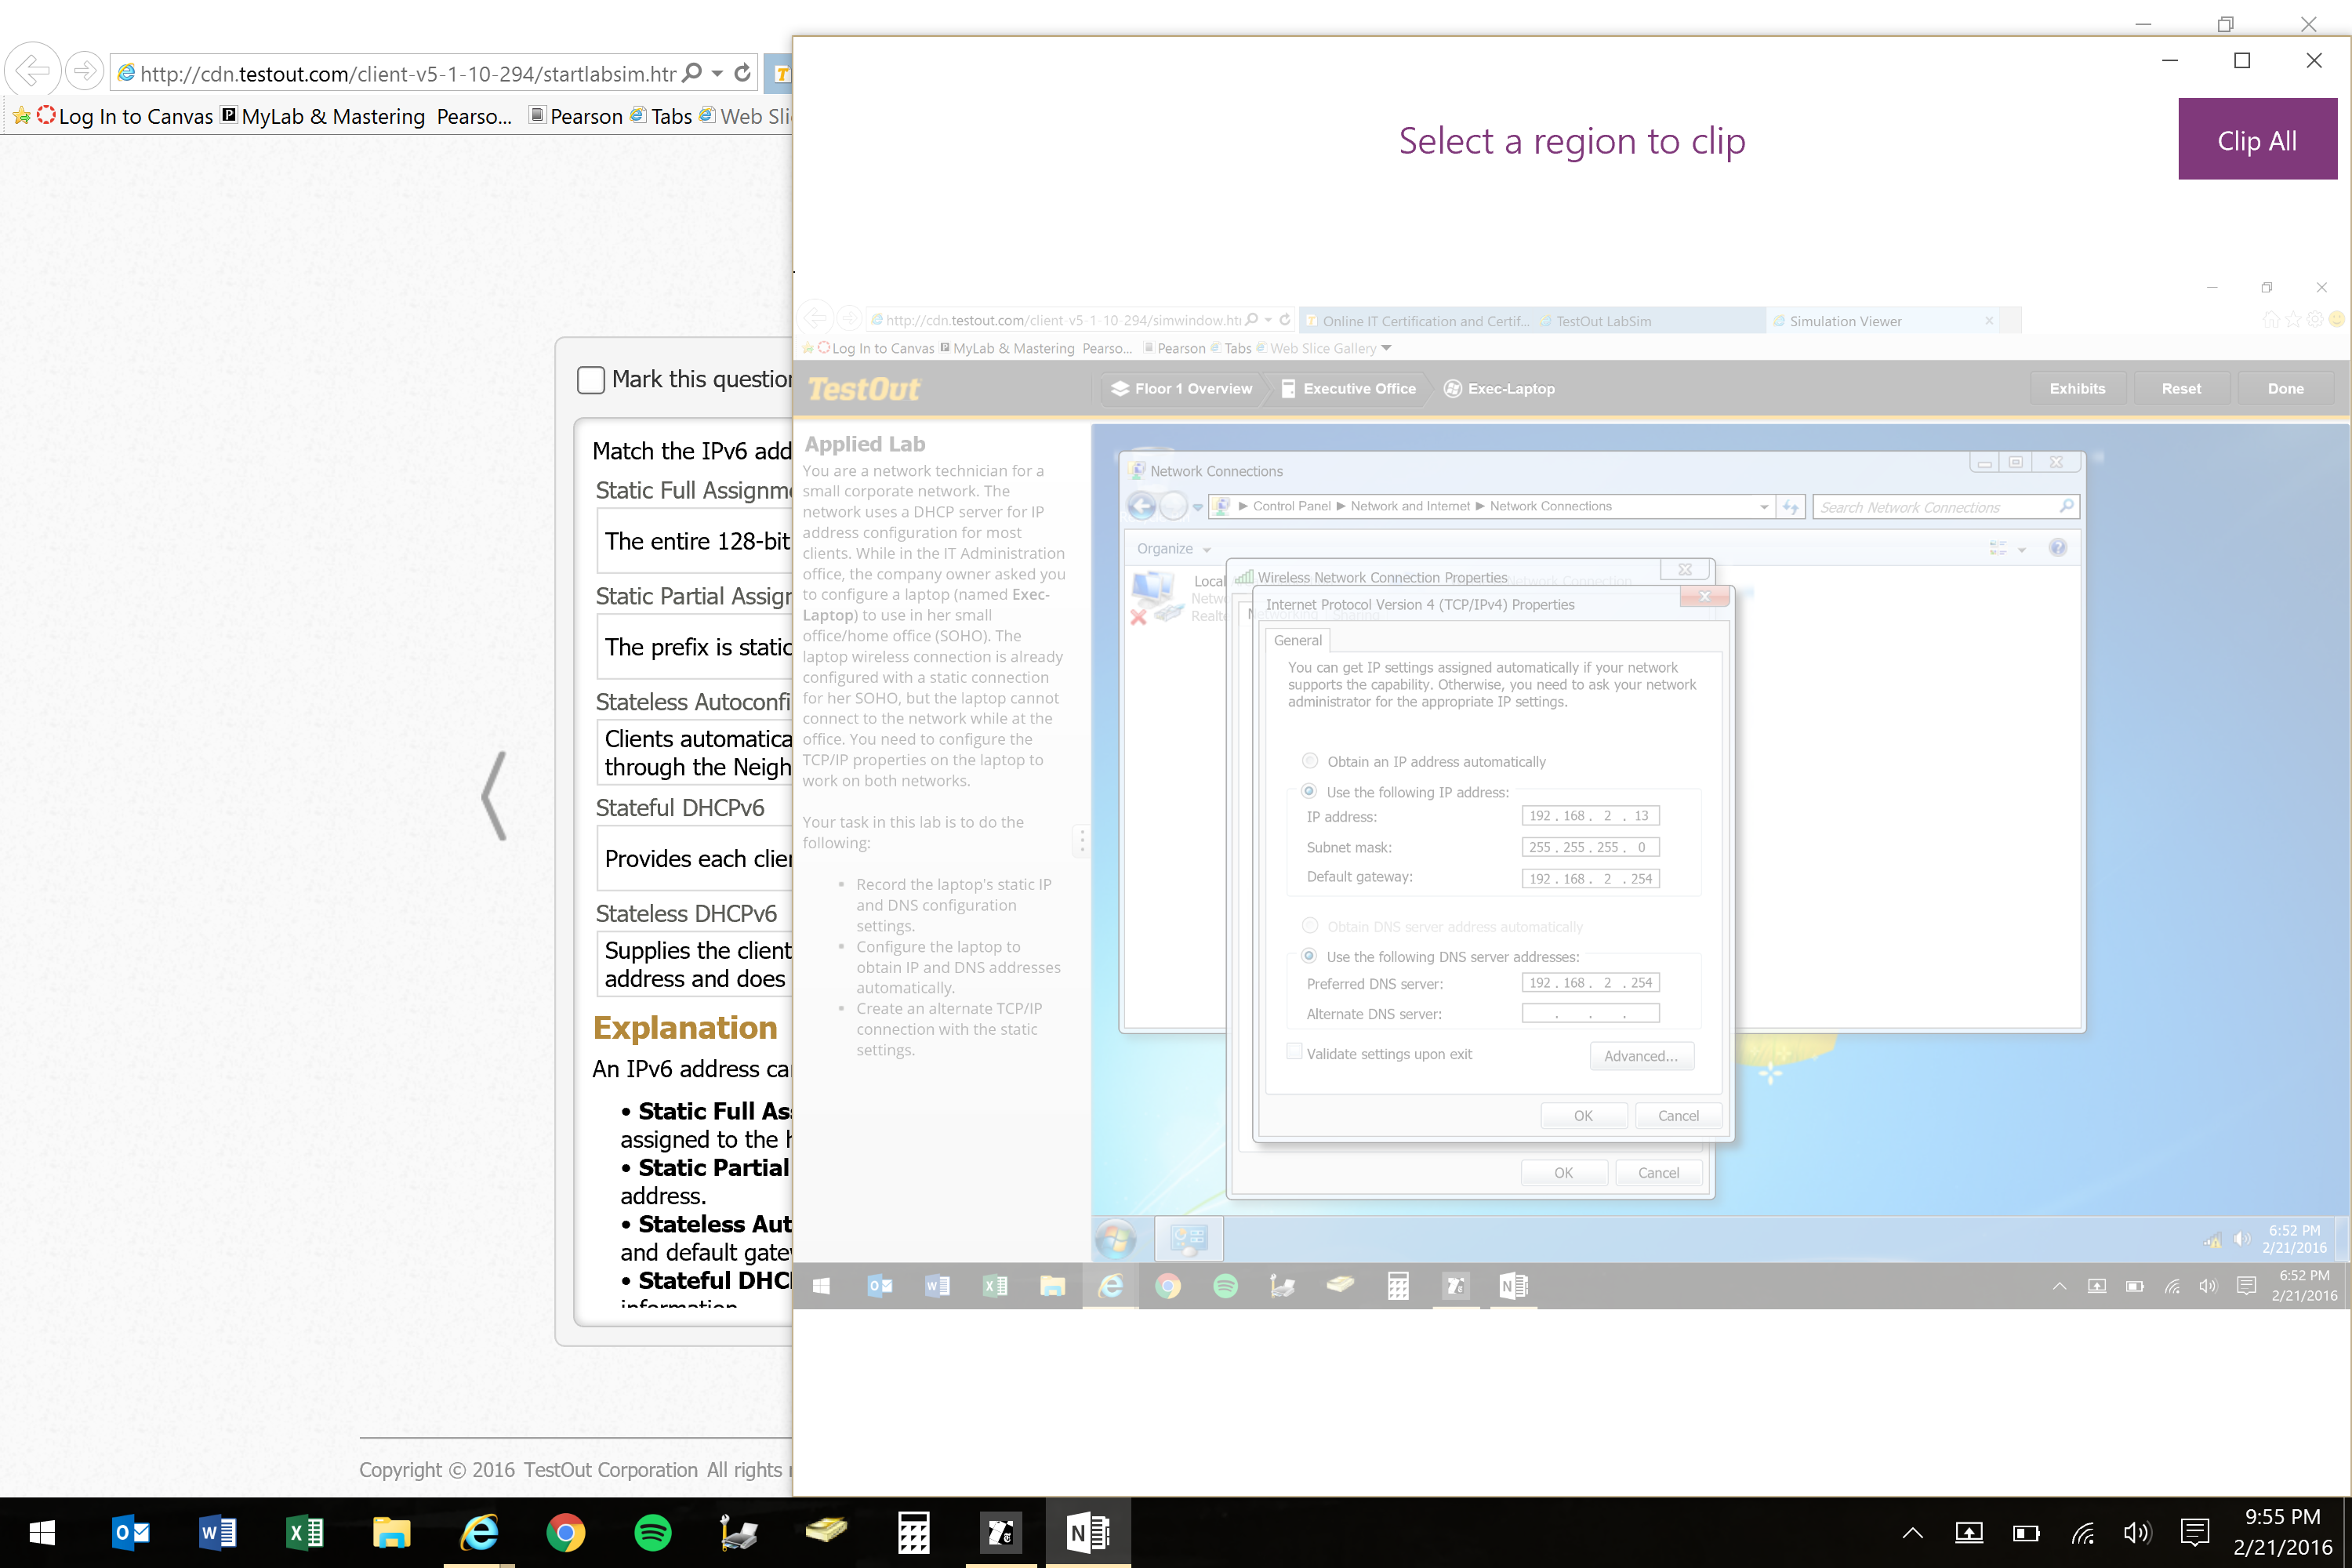 http://cdn.testout.com/client-v5-1-10-294/startlabsim.htr
Log In to Canvas MyLab & Mastering Pearso... Pearson Tabs Web Sli
Mark this question
Match the IPv6 add
Static Full Assignme
The entire 128-bit
Static Partial Assign
The prefix is static
Stateless Autoconfi
Clients automatica
through the Neigh
Stateful DHCPv6
Provides each clien
Stateless DHCPv6
Supplies the client
address and does
Explanation
An IPv6 address ca
• Static Full As
assigned to the h
• Static Partial
address.
• Stateless Aut
and default gate
• Stateful DHC
information
Copyright © 2016 TestOut Corporation All rights
Select a region to clip
Clip All
http://cdn.testout.com/client-v5-1-10-294/simwindow.htı
Online IT Certification and Certif...
TestOut LabSim
Simulation Viewer
Log In to Canvas MyLab & Mastering Pearso... Pearson Tabs Web Slice Gallery
TestOut
Floor 1 Overview
Executive Office
Exec-Laptop
Exhibits
Reset
Done
Applied Lab
You are a network technician for a
small corporate network. The
network uses a DHCP server for IP
address configuration for most
clients. While in the IT Administration
office, the company owner asked you
to configure a laptop (named Exec-
Laptop) to use in her small
office/home office (SOHO). The
laptop wireless connection is already
configured with a static connection
for her SOHO, but the laptop cannot
connect to the network while at the
office. You need to configure the
TCP/IP properties on the laptop to
work on both networks.
Your task in this lab is to do the
following:
• Record the laptop's static IP
and DNS configuration
settings.
• Configure the laptop to
obtain IP and DNS addresses
automatically.
• Create an alternate TCP/IP
connection with the static
settings.
Network Connections
Control Panel ▶ Network and Internet ▶ Network Connections
Search Network Connections
Organize
Local
Netw
Realte
Wireless Network Connection Properties
Internet Protocol Version 4 (TCP/IPv4) Properties
General
You can get IP settings assigned automatically if your network
supports the capability. Otherwise, you need to ask your network
administrator for the appropriate IP settings.
Obtain an IP address automatically
Use the following IP address:
IP address: 192 . 168 . 2 . 13
Subnet mask: 255 . 255 . 255 . 0
Default gateway: 192 . 168 . 2 . 254
Obtain DNS server address automatically
Use the following DNS server addresses:
Preferred DNS server: 192 . 168 . 2 . 254
Alternate DNS server: . . .
Validate settings upon exit
Advanced...
OK Cancel
OK Cancel
6:52 PM
2/21/2016
6:52 PM
2/21/2016
9:55 PM
2/21/2016